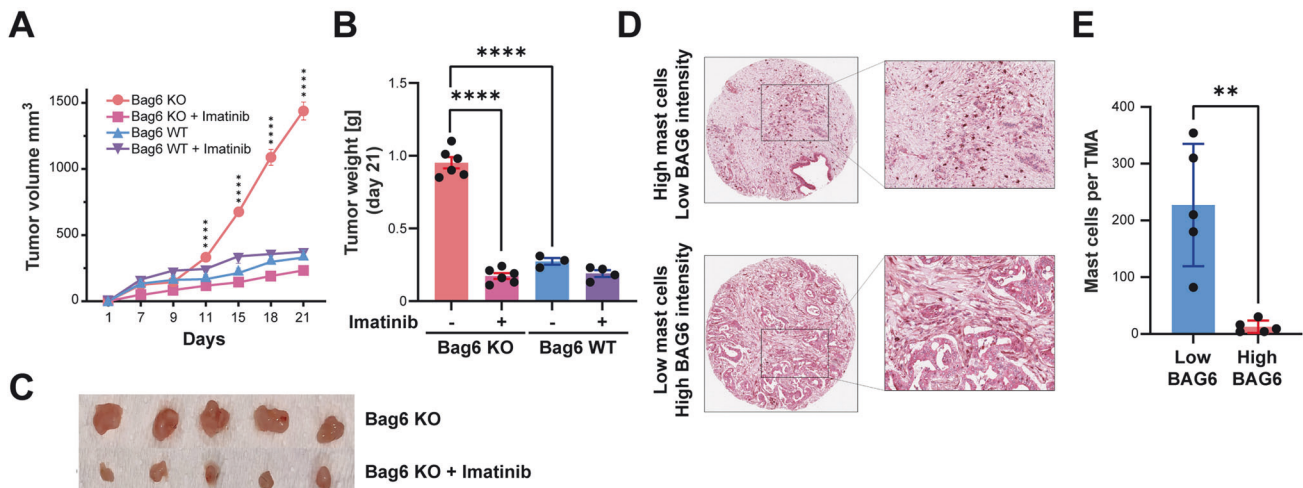 A
Tumor volume mm³
1500
1000
500
0
Bag6 KO
Bag6 KO + Imatinib
Bag6 WT
Bag6 WT + Imatinib
****
****
****
****
****
1 7 9 11 15 18 21
Days
B
Tumor weight [g]
(day 21)
1.5
1.0
0.5
0
****
****
Imatinib - + - +
Bag6 KO Bag6 WT
C
Bag6 KO
Bag6 KO + Imatinib
D
High mast cells
Low BAG6 intensity
Low mast cells
High BAG6 intensity
E
Mast cells per TMA
400
300
200
100
0
**
Low High
BAG6 BAG6